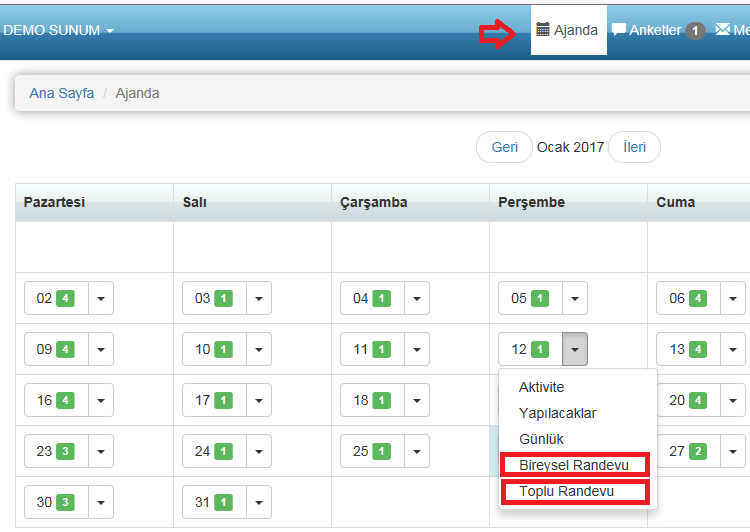 DEMO SUNUM Ajanda Anketler 1
Ana Sayfa / Ajanda
Geri Ocak 2017 İleri
Pazartesi Salı Çarşamba Perşembe Cuma
02 4 03 1 04 1 05 1 06 4
09 4 10 1 11 1 12 1 13 4
Aktivite
16 4 17 1 18 1 20 4
Yapılacaklar
Günlük
23 3 24 1 25 1 27 2
Bireysel Randevu
Toplu Randevu
30 3 31 1